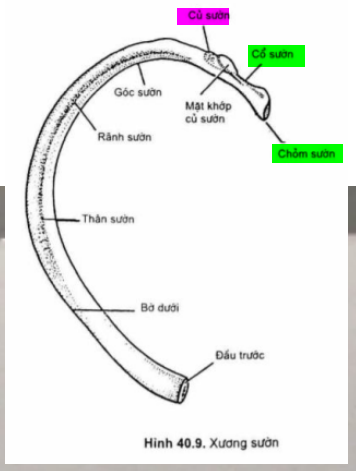 Củ sườn
Cổ sườn
Góc sườn
Mặt khớp
củ sườn
Rãnh sườn
Chỏm sườn
Thân sườn
Bờ dưới
Đầu trước
Hình 40.9. Xương sườn